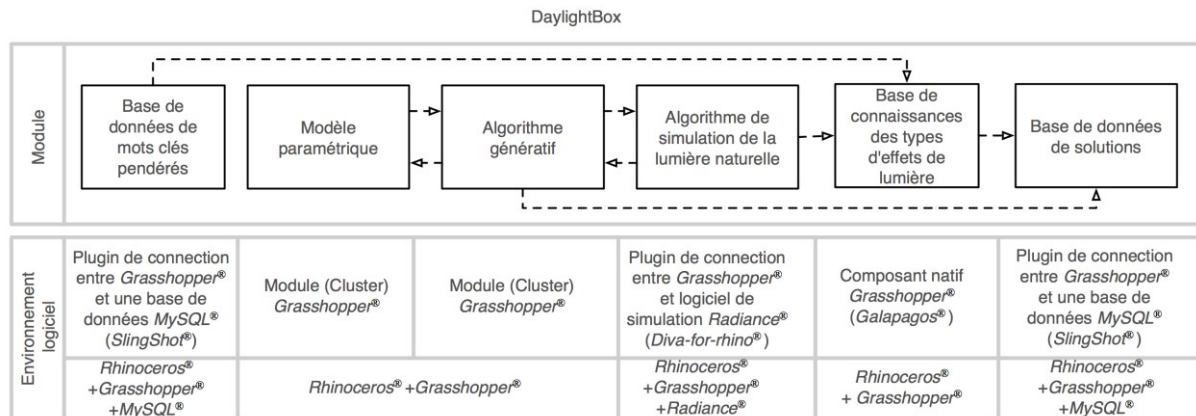 DaylightBox
Module
Base de
données de
mots clés
pendérés
Modèle
paramétrique
Algorithme
génératif
Algorithme de
simulation de la
lumière naturelle
Base de
connaissances
des types
d'effets de
lumière
Base de données
de solutions
Environnement
logiciel
Plugin de connection
entre Grasshopper®
et une base de
données MySQL®
(SlingShot®)
Module (Cluster)
Grasshopper®
Module (Cluster)
Grasshopper®
Plugin de connection
entre Grasshopper®
et logiciel de
simulation Radiance®
(Diva-for-rhino®)
Composant natif
Grasshopper®
(Galapagos®)
Plugin de connection
entre Grasshopper®
et une base de
données MySQL®
(SlingShot®)
Rhinoceros®
+Grasshopper®
+MySQL®
Rhinoceros® +Grasshopper®
Rhinoceros®
+Grasshopper®
+Radiance®
Rhinoceros®
+ Grasshopper®
Rhinoceros®
+Grasshopper®
+MySQL®